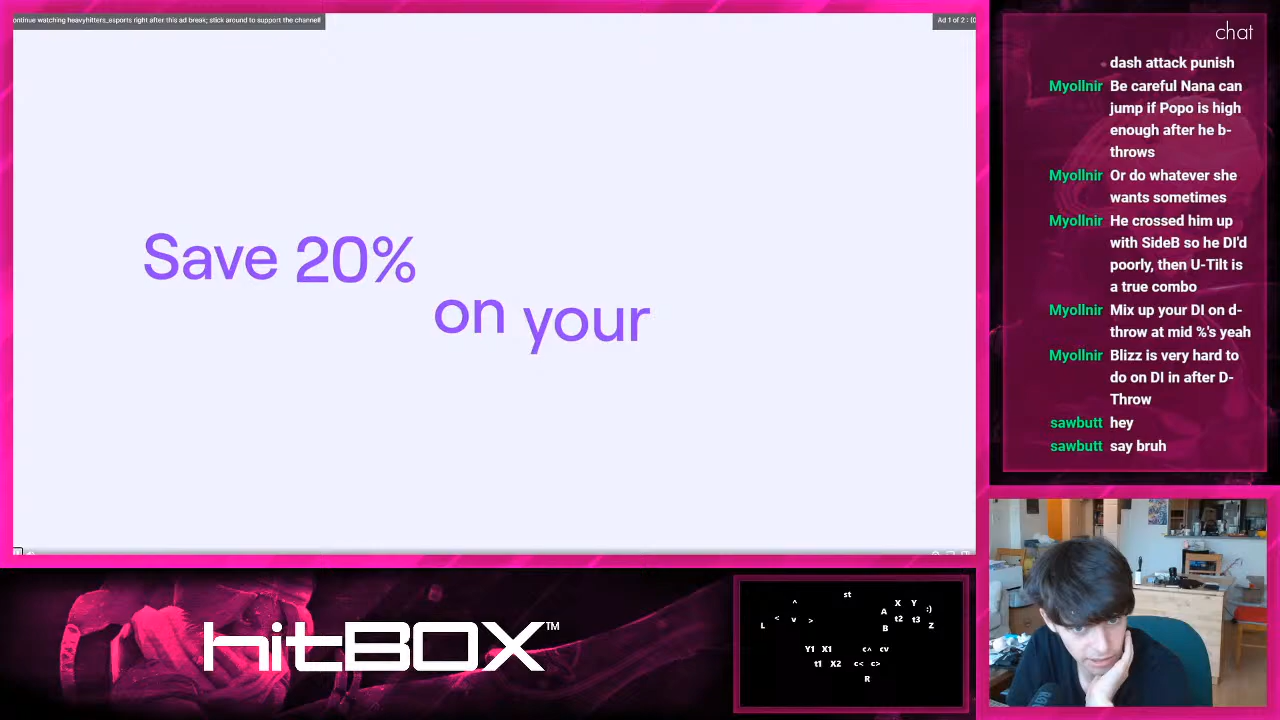 ontinue watching heavyhitters_esports right after this ad break; stick around to support the channel!
Ad 1 of 2 : (0
Save 20%
on your
chat
dash attack punish
Myollnir Be careful Nana can
jump if Popo is high
enough after he b-
throws
Myollnir Or do whatever she
wants sometimes
Myollnir He crossed him up
with SideB so he DI'd
poorly, then U-Tilt is
a true combo
Myollnir Mix up your DI on d-
throw at mid %'s yeah
Myollnir Blizz is very hard to
do on DI in after D-
Throw
sawbutt hey
sawbutt say bruh
hitBOX™
st
^ X Y
A :)
< v > t2 t3
L B Z
Y1 X1 c^ cv
t1 X2 c< c>
R